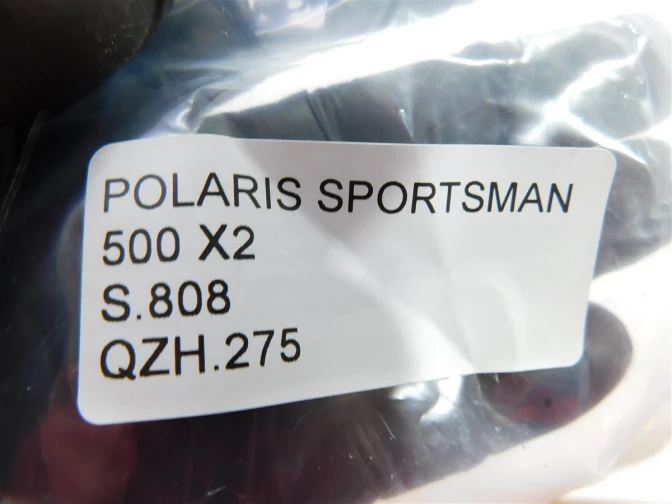 POLARIS SPORTSMAN
500 X2
S.808
QZH.275